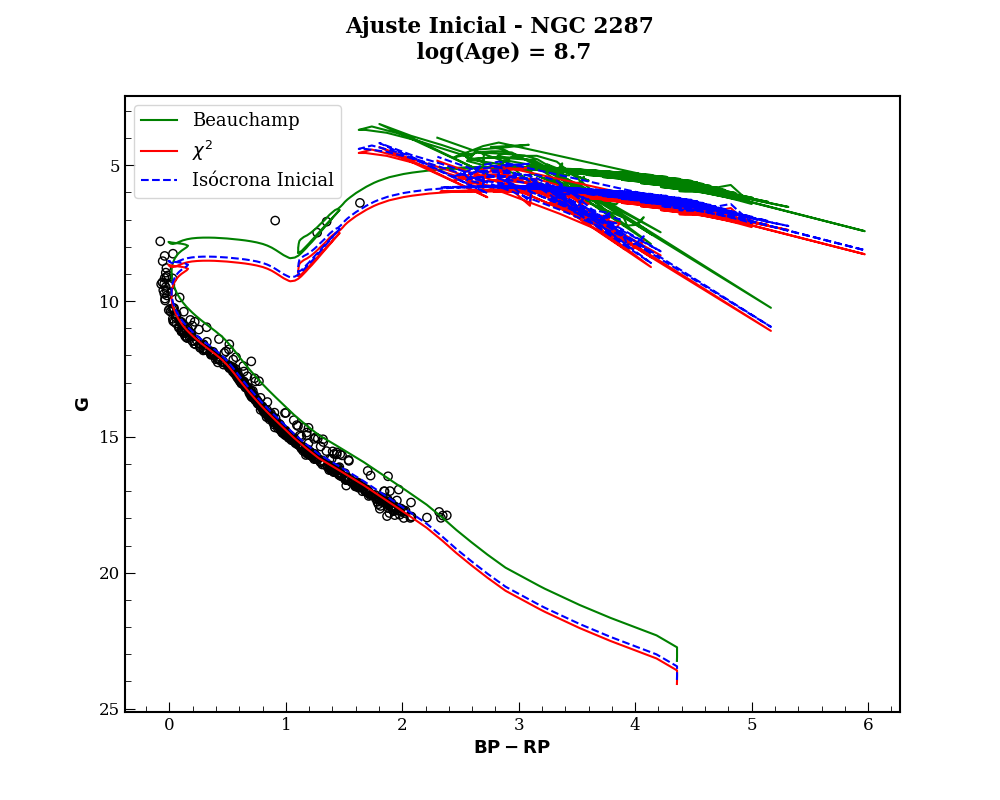 Ajuste Inicial - NGC 2287
log(Age) = 8.7
Beauchamp
χ²
Isócrona Inicial
G
5
10
15
20
25
0 1 2 3 4 5 6
BP − RP